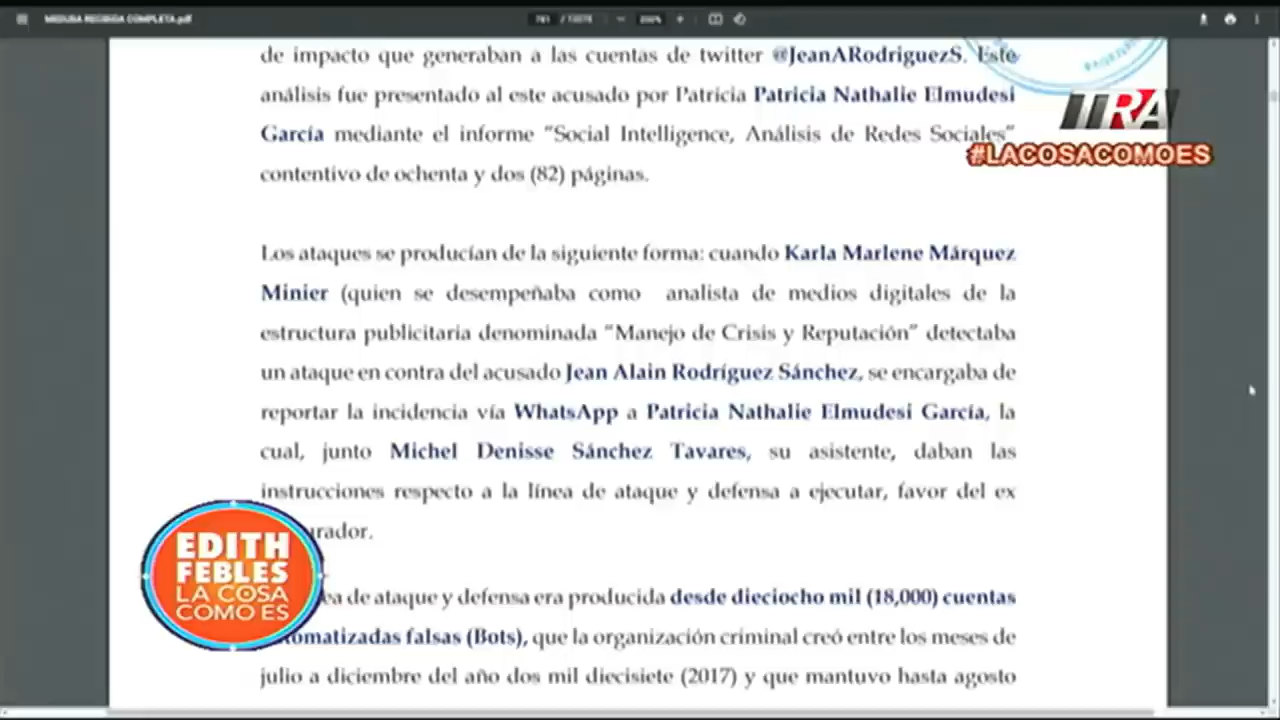 MEDUSA RECIBIDA COMPLETA.pdf
de impacto que generaban a las cuentas de twitter @JeanARodriguezS. Este
análisis fue presentado al este acusado por Patricia Patricia Nathalie Elmudesi
García mediante el informe “Social Intelligence, Análisis de Redes Sociales”
contentivo de ochenta y dos (82) páginas.
TRA
#LACOSACOMOES
Los ataques se producían de la siguiente forma: cuando Karla Marlene Márquez
Minier (quien se desempeñaba como analista de medios digitales de la
estructura publicitaria denominada “Manejo de Crisis y Reputación” detectaba
un ataque en contra del acusado Jean Alain Rodríguez Sánchez, se encargaba de
reportar la incidencia vía WhatsApp a Patricia Nathalie Elmudesi García, la
cual, junto Michel Denisse Sánchez Tavares, su asistente, daban las
instrucciones respecto a la línea de ataque y defensa a ejecutar, favor del ex
urador.
ea de ataque y defensa era producida desde dieciocho mil (18,000) cuentas
tomatizadas falsas (Bots), que la organización criminal creó entre los meses de
julio a diciembre del año dos mil diecisiete (2017) y que mantuvo hasta agosto
EDITH
FEBLES
LA COSA
COMO ES